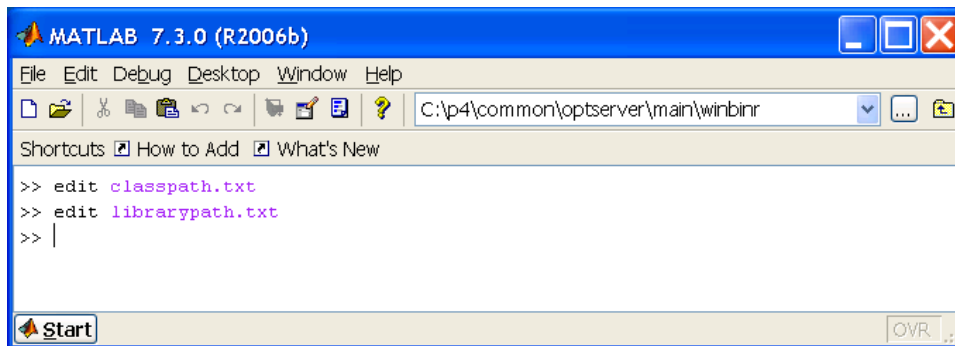 MATLAB 7.3.0 (R2006b)
File Edit Debug Desktop Window Help
? C:\p4\common\optserver\main\winbinr ...
Shortcuts How to Add What's New
>> edit classpath.txt
>> edit librarypath.txt
>>
Start OVR